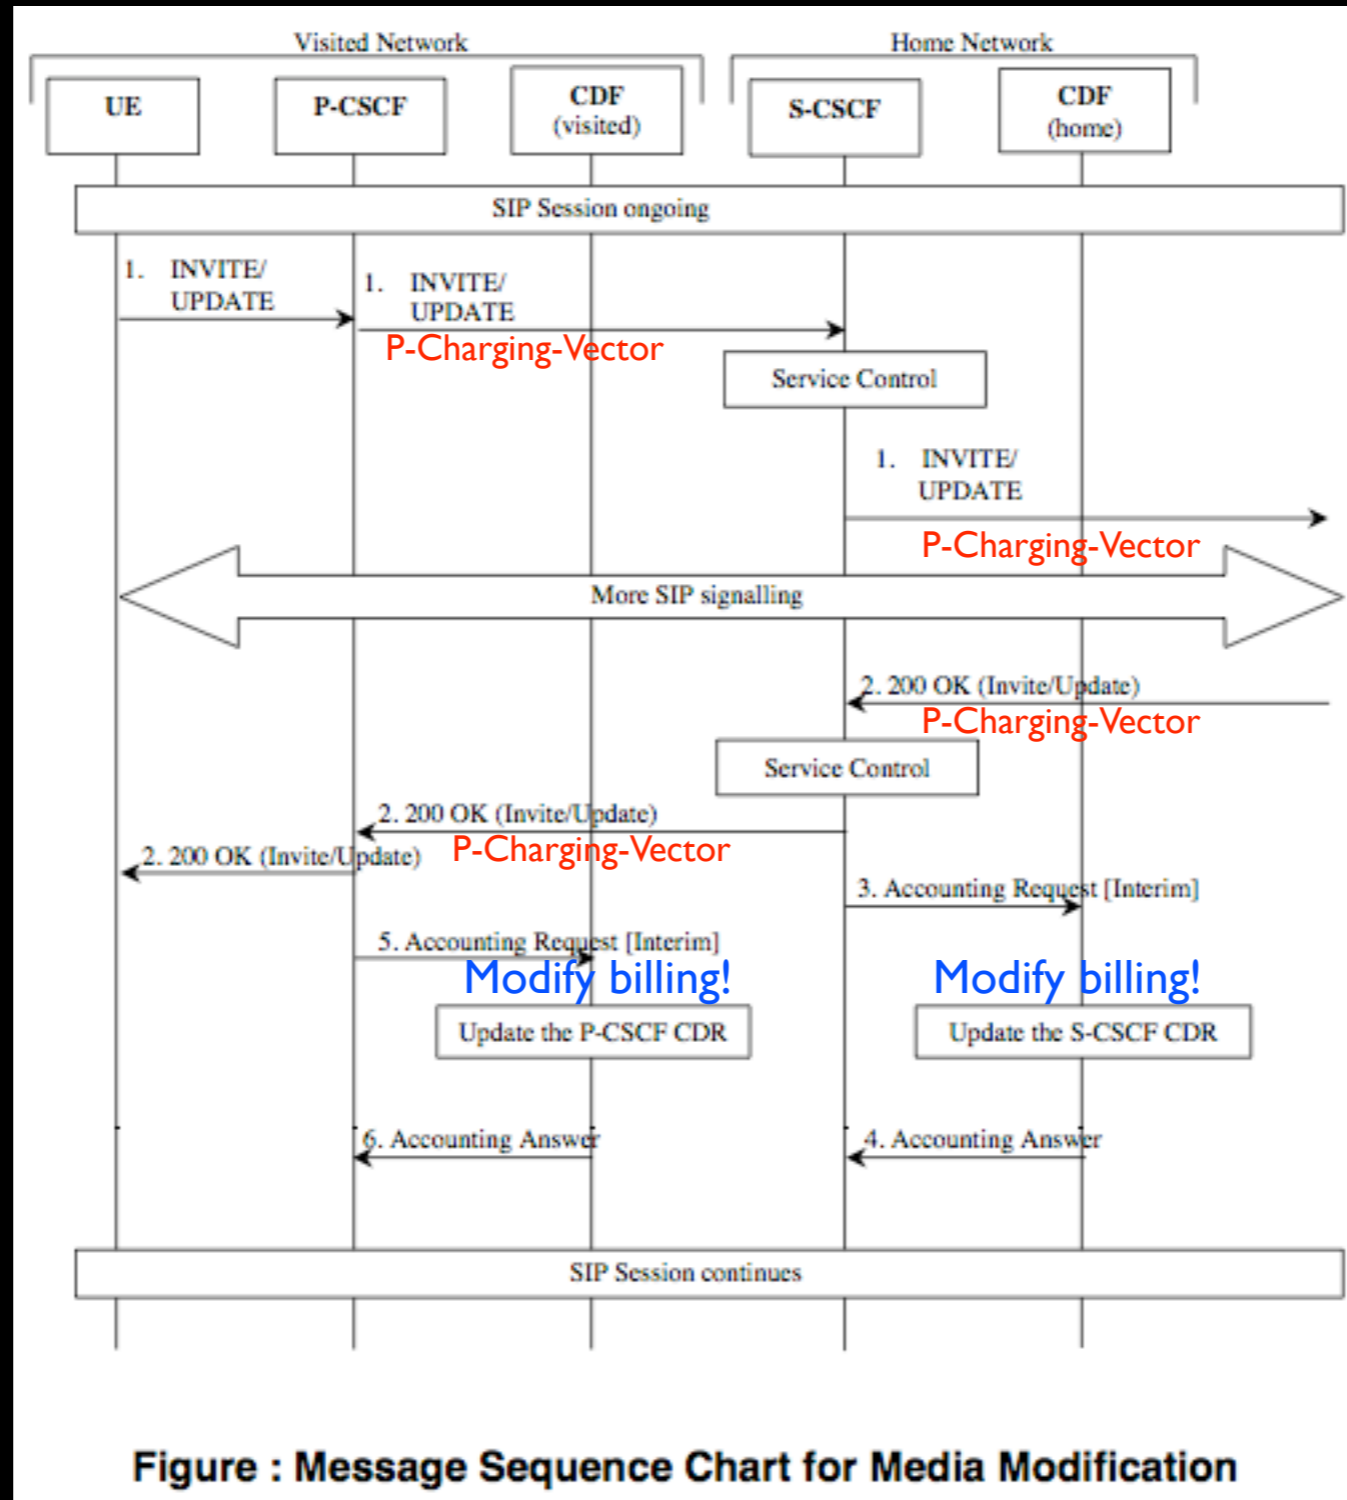 Visited Network
Home Network
UE
P-CSCF
CDF
(visited)
S-CSCF
CDF
(home)
SIP Session ongoing
1. INVITE/
UPDATE
1. INVITE/
UPDATE
P-Charging-Vector
Service Control
1. INVITE/
UPDATE
P-Charging-Vector
More SIP signalling
2. 200 OK (Invite/Update)
P-Charging-Vector
Service Control
2. 200 OK (Invite/Update)
P-Charging-Vector
2. 200 OK (Invite/Update)
3. Accounting Request [Interim]
5. Accounting Request [Interim]
Modify billing!
Modify billing!
Update the P-CSCF CDR
Update the S-CSCF CDR
6. Accounting Answer
4. Accounting Answer
SIP Session continues
Figure : Message Sequence Chart for Media Modification